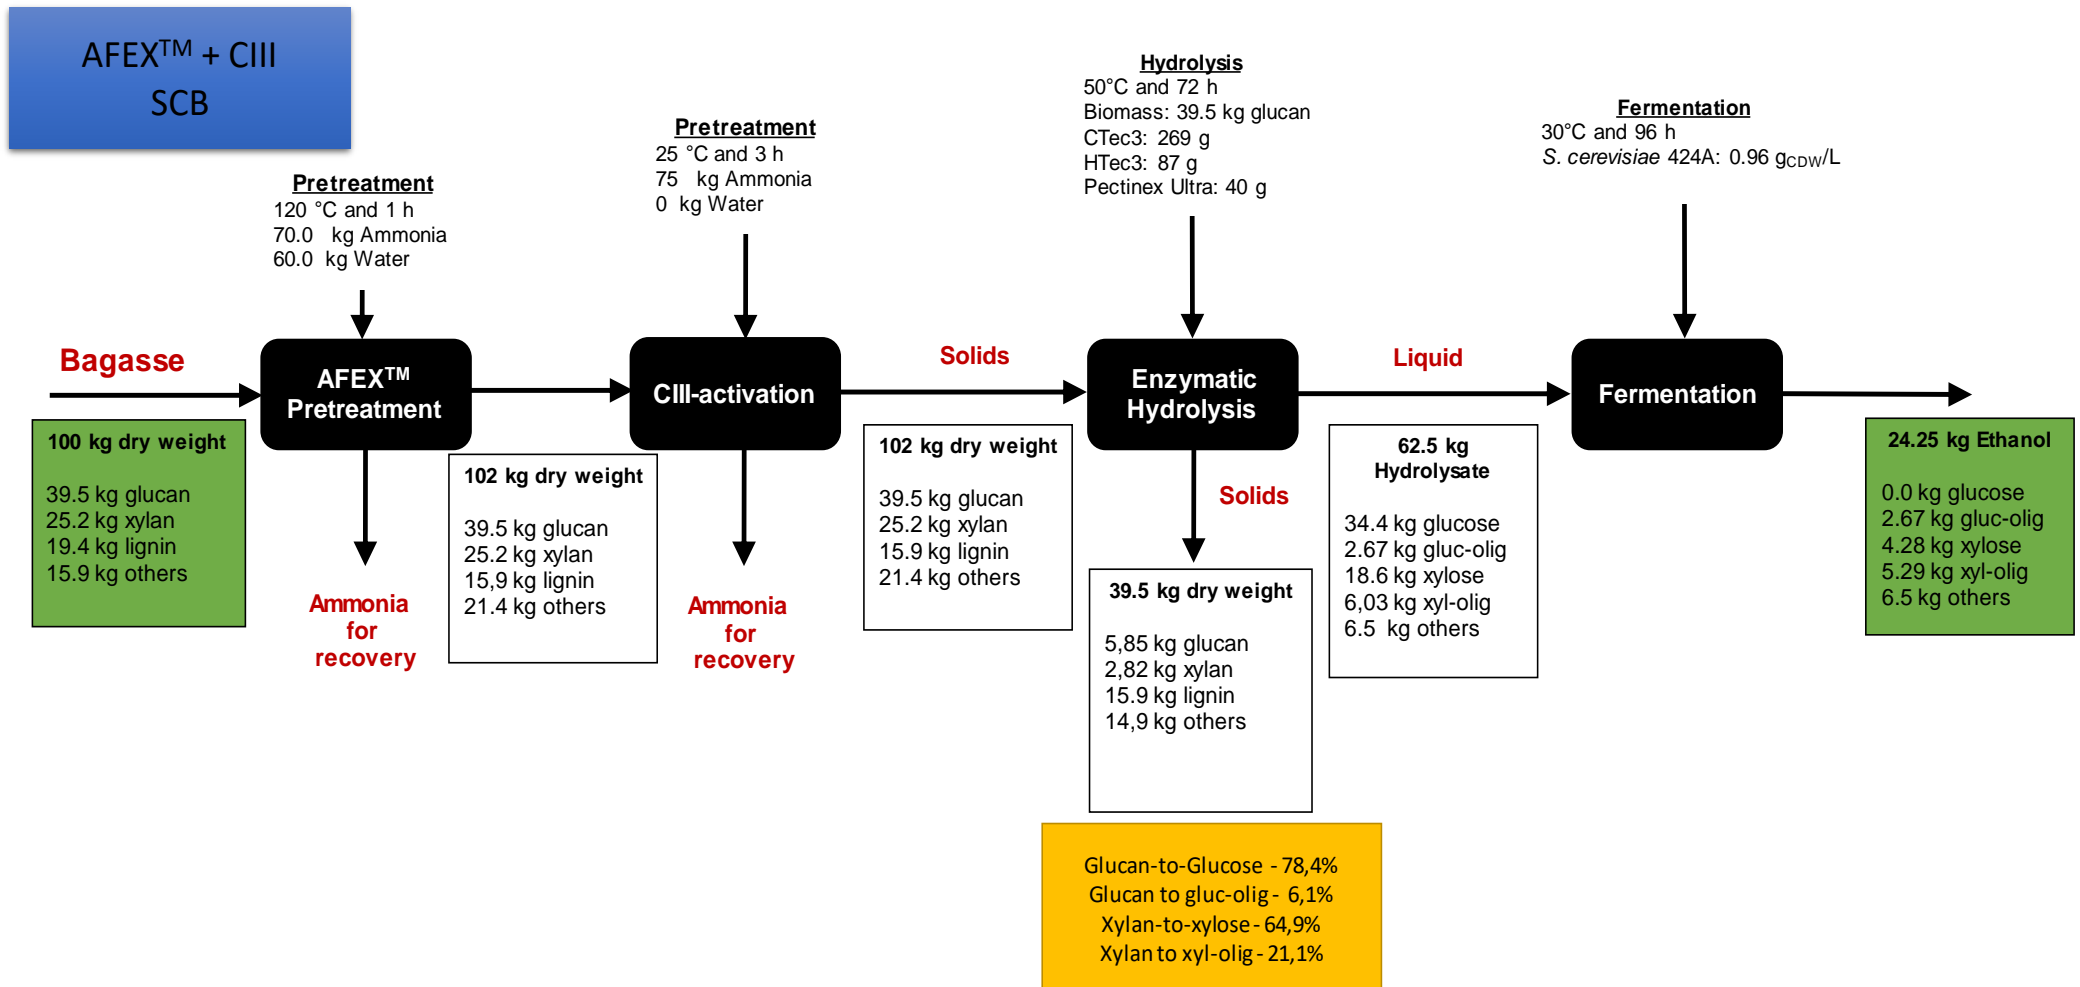 AFEX™ + CIII
SCB
Pretreatment
120 °C and 1 h
70.0 kg Ammonia
60.0 kg Water
Pretreatment
25 °C and 3 h
75 kg Ammonia
0 kg Water
Hydrolysis
50°C and 72 h
Biomass: 39.5 kg glucan
CTec3: 269 g
HTec3: 87 g
Pectinex Ultra: 40 g
Fermentation
30°C and 96 h
S. cerevisiae 424A: 0.96 gCDW/L
Bagasse
AFEX™
Pretreatment
CIII-activation
Solids
Enzymatic
Hydrolysis
Liquid
Fermentation
100 kg dry weight
39.5 kg glucan
25.2 kg xylan
19.4 kg lignin
15.9 kg others
Ammonia
for
recovery
102 kg dry weight
39.5 kg glucan
25.2 kg xylan
15,9 kg lignin
21.4 kg others
Ammonia
for
recovery
102 kg dry weight
39.5 kg glucan
25.2 kg xylan
15.9 kg lignin
21.4 kg others
Solids
39.5 kg dry weight
5,85 kg glucan
2,82 kg xylan
15.9 kg lignin
14,9 kg others
62.5 kg
Hydrolysate
34.4 kg glucose
2.67 kg gluc-olig
18.6 kg xylose
6,03 kg xyl-olig
6.5 kg others
24.25 kg Ethanol
0.0 kg glucose
2.67 kg gluc-olig
4.28 kg xylose
5.29 kg xyl-olig
6.5 kg others
Glucan-to-Glucose - 78,4%
Glucan to gluc-olig - 6,1%
Xylan-to-xylose - 64,9%
Xylan to xyl-olig - 21,1%